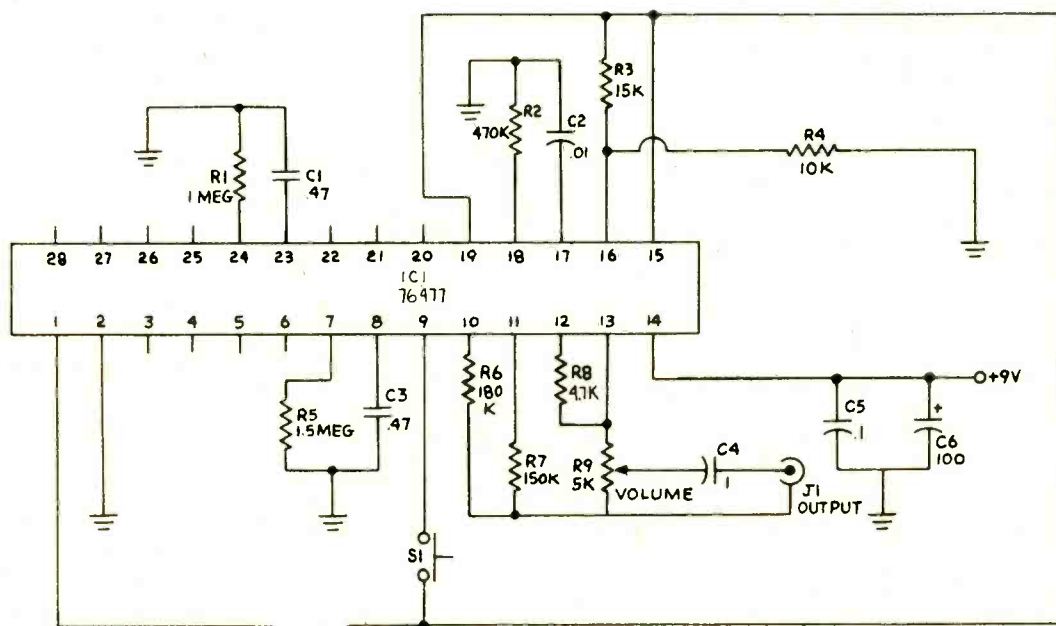 R3
15K
R2
470K
C2
.01
R4
10K
R1
1 MEG
C1
.47
28 27 26 25 24 23 22 21 20 19 18 17 16 15
IC1
76477
1 2 3 4 5 6 7 8 9 10 11 12 13 14
R6
180
K
R8
4.7K
+9V
R5
1.5MEG
C3
.47
C5
.1
+
C6
100
R7
150K
R9
5K
VOLUME
C4
.1
J1
OUTPUT
S1